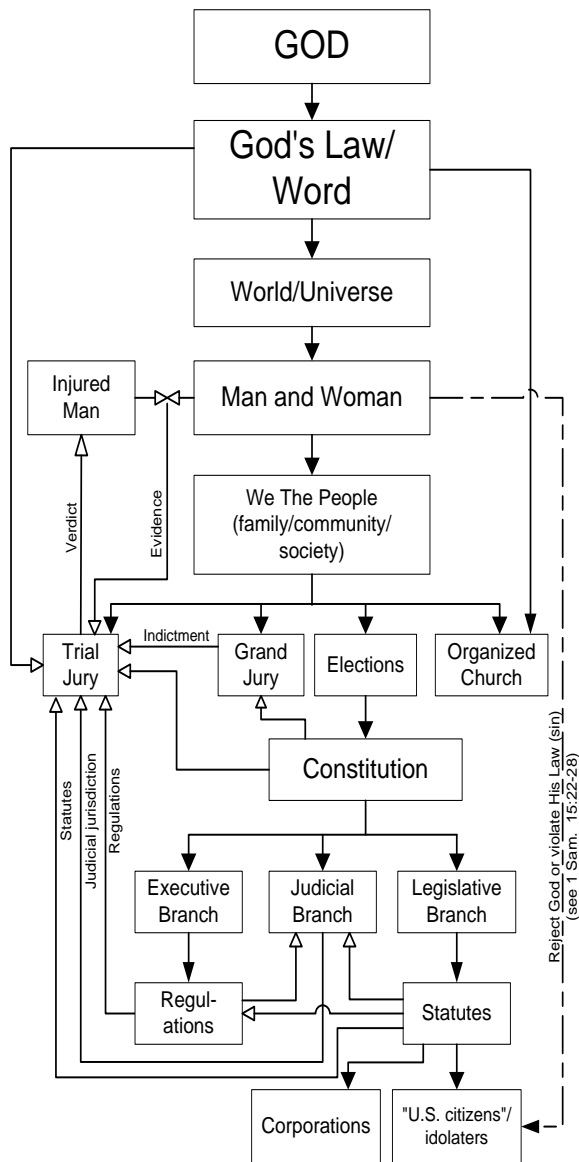 GOD
God's Law/
Word
World/Universe
Injured
Man
Man and Woman
Verdict
Evidence
We The People
(family/community/
society)
Trial
Jury
Indictment
Grand
Jury
Elections
Organized
Church
Constitution
Statutes
Judicial jurisdiction
Regulations
Reject God or violate His Law (sin)
(see 1 Sam.  15:22-28)
Executive
Branch
Judicial
Branch
Legislative
Branch
Regul-
ations
Statutes
Corporations
"U.S. citizens"/
idolaters